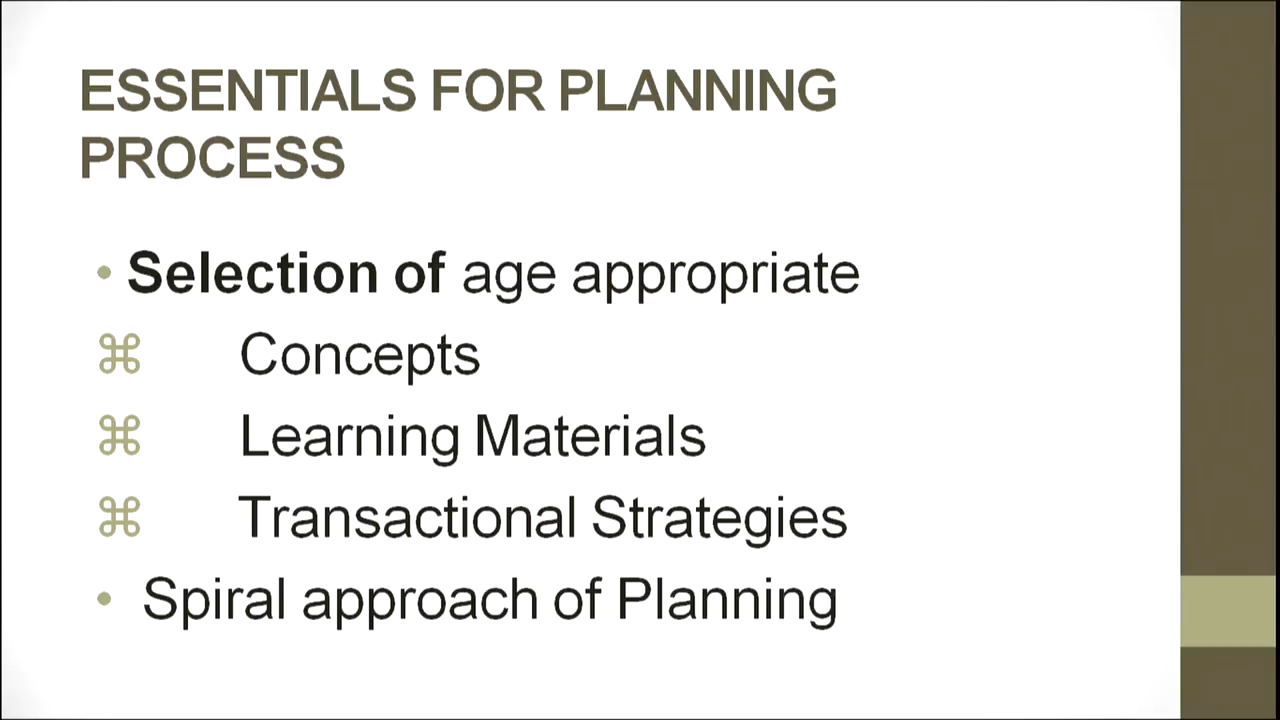 ESSENTIALS FOR PLANNING
PROCESS
• Selection of age appropriate
⌘ Concepts
⌘ Learning Materials
⌘ Transactional Strategies
• Spiral approach of Planning